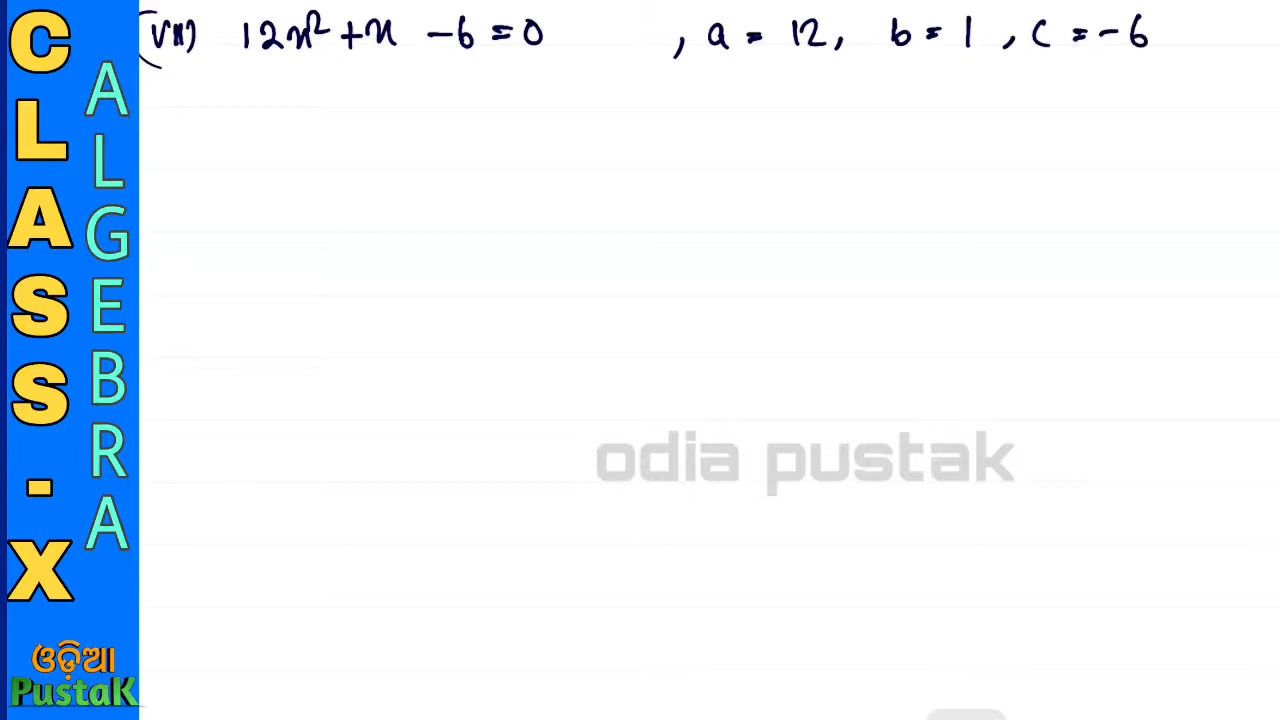 CLASS-X
ALGEBRA
ଓଡ଼ିଆ
PustaK
(vii) 12x² + x - 6 = 0 , a = 12, b = 1, c = -6
odia pustak